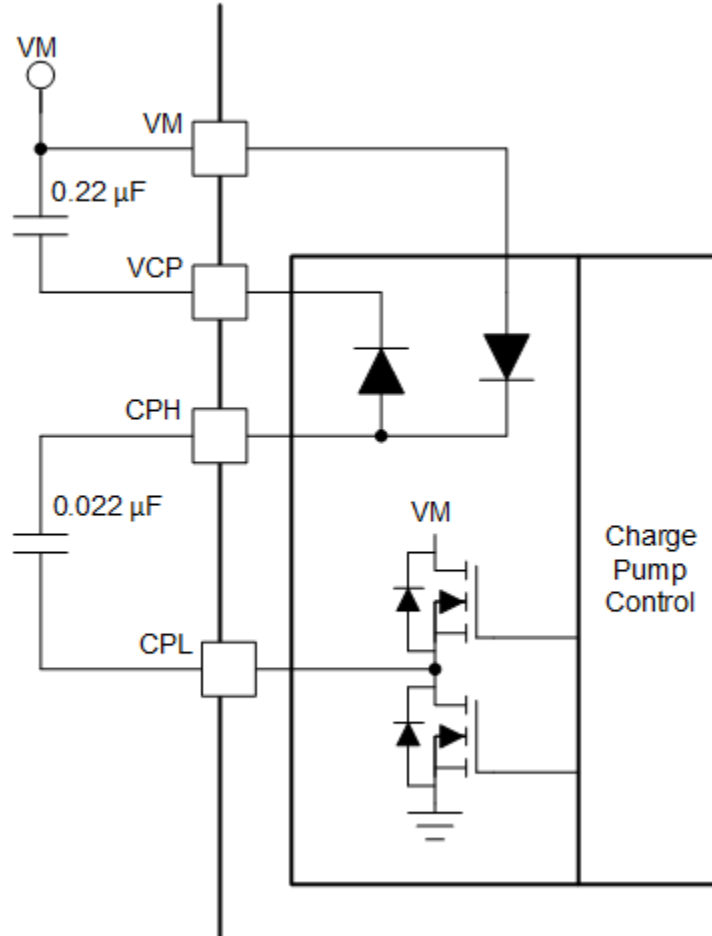 VM
VM
0.22 µF
VCP
CPH
0.022 µF
VM
Charge
Pump
Control
CPL